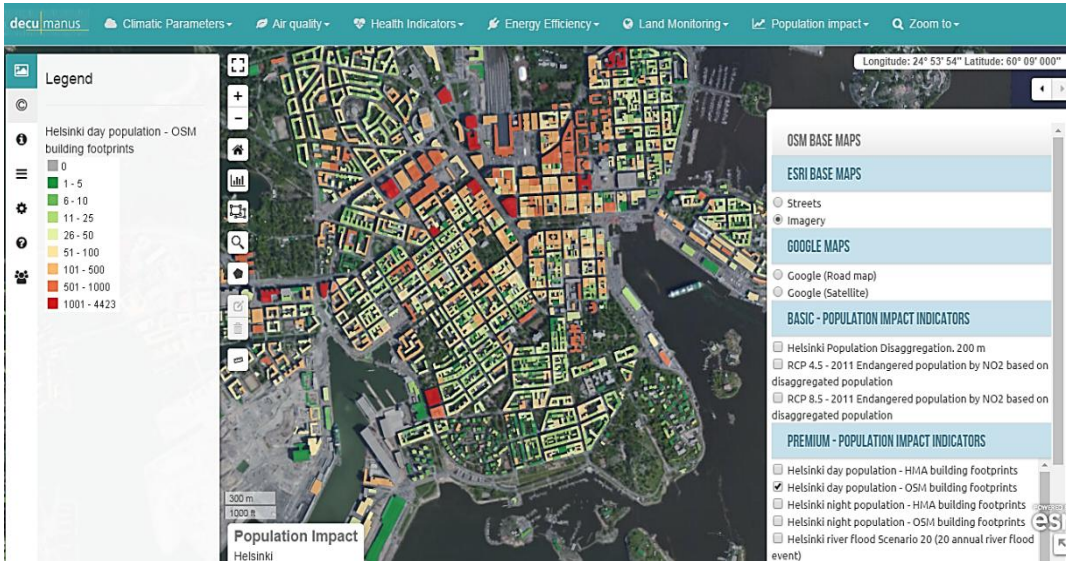 decu|manus
Climatic Parameters
Air quality
Health Indicators
Energy Efficiency
Land Monitoring
Population impact
Zoom to
Legend
Helsinki day population - OSM
building footprints
0
1 - 5
6 - 10
11 - 25
26 - 50
51 - 100
101 - 500
501 - 1000
1001 - 4423
Longitude: 24° 53' 54" Latitude: 60° 09' 000"
300 m
1000 ft
Population Impact
Helsinki
OSM BASE MAPS
ESRI BASE MAPS
Streets
Imagery
GOOGLE MAPS
Google (Road map)
Google (Satellite)
BASIC - POPULATION IMPACT INDICATORS
Helsinki Population Disaggregation. 200 m
RCP 4.5 - 2011 Endangered population by NO2 based on
disaggregated population
RCP 8.5 - 2011 Endangered population by NO2 based on
disaggregated population
PREMIUM - POPULATION IMPACT INDICATORS
Helsinki day population - HMA building footprints
Helsinki day population - OSM building footprints
Helsinki night population - HMA building footprints
Helsinki night population - OSM building footprints
Helsinki river flood Scenario 20 (20 annual river flood
event)
POWERED
esri